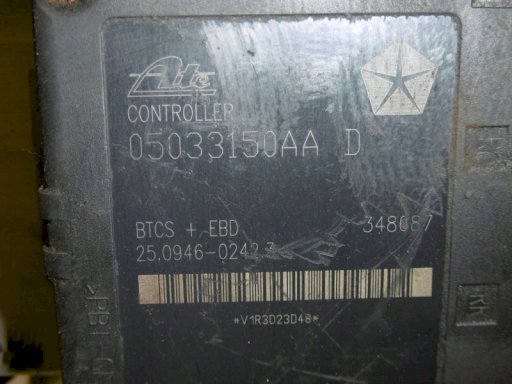 Ate
CONTROLLER
05033150AA D
BTCS + EBD
348087
25.0946-0242.3
*V1R3D23D48*